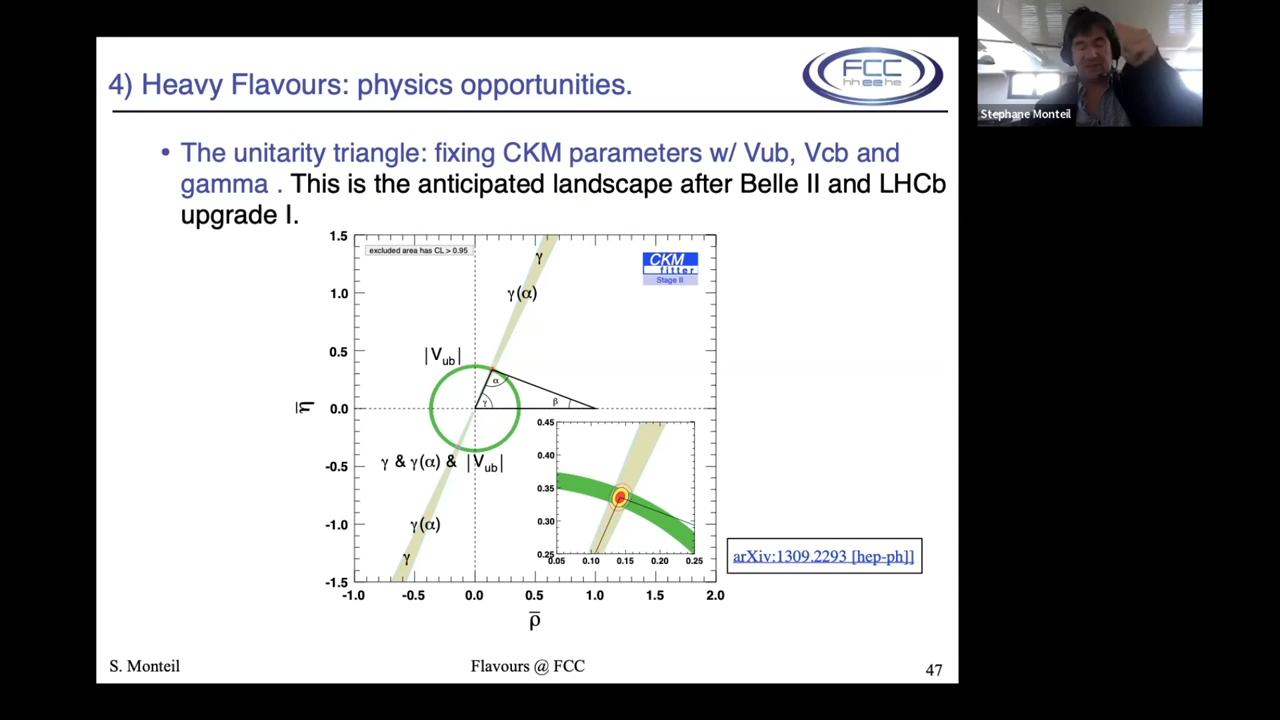 4) Heavy Flavours: physics opportunities.
FCC
hh ee he
Stephane Monteil
• The unitarity triangle: fixing CKM parameters w/ Vub, Vcb and
gamma . This is the anticipated landscape after Belle II and LHCb
upgrade I.
excluded area has CL > 0.95
CKM
fitter
Stage II
γ
γ(α)
|Vub|
α
γ
β
γ & γ(α) & |Vub|
γ(α)
γ
1.5
1.0
0.5
0.0
-0.5
-1.0
-1.5
η̅
-1.0 -0.5 0.0 0.5 1.0 1.5 2.0
ρ̅
0.45
0.40
0.35
0.30
0.25
0.05 0.10 0.15 0.20 0.25
arXiv:1309.2293 [hep-ph]]
S. Monteil Flavours @ FCC 47